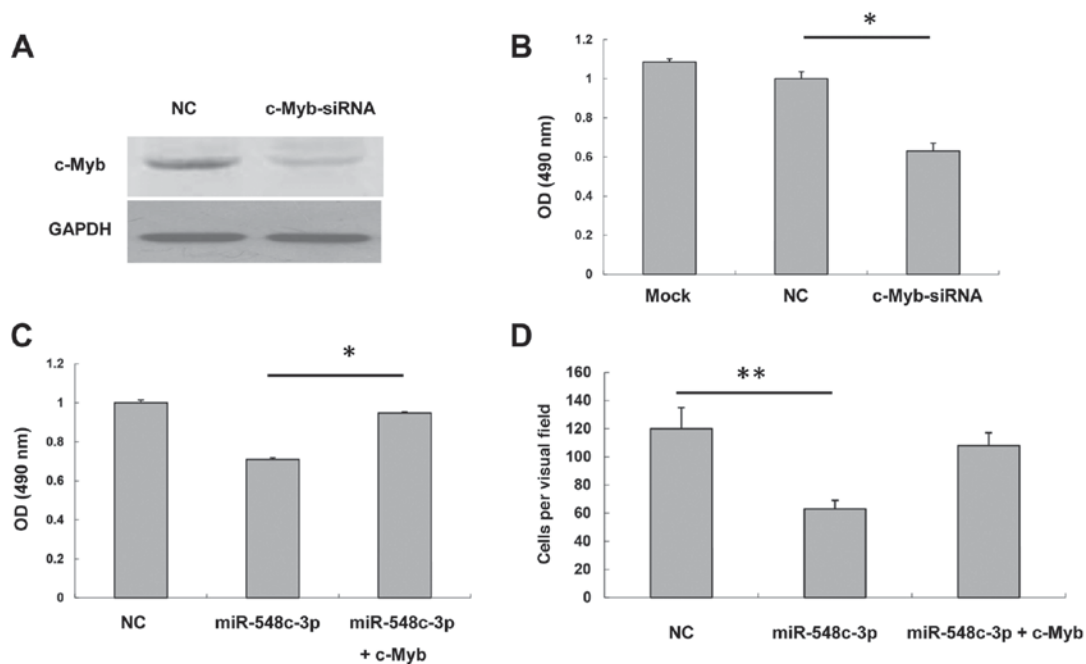 A
NC c-Myb-siRNA
c-Myb
GAPDH
B
*
OD (490 nm)
1.2
1
0.8
0.6
0.4
0.2
0
Mock NC c-Myb-siRNA
C
*
OD (490 nm)
1.2
1
0.8
0.6
0.4
0.2
0
NC miR-548c-3p miR-548c-3p
+ c-Myb
D
**
Cells per visual field
160
140
120
100
80
60
40
20
0
NC miR-548c-3p miR-548c-3p + c-Myb